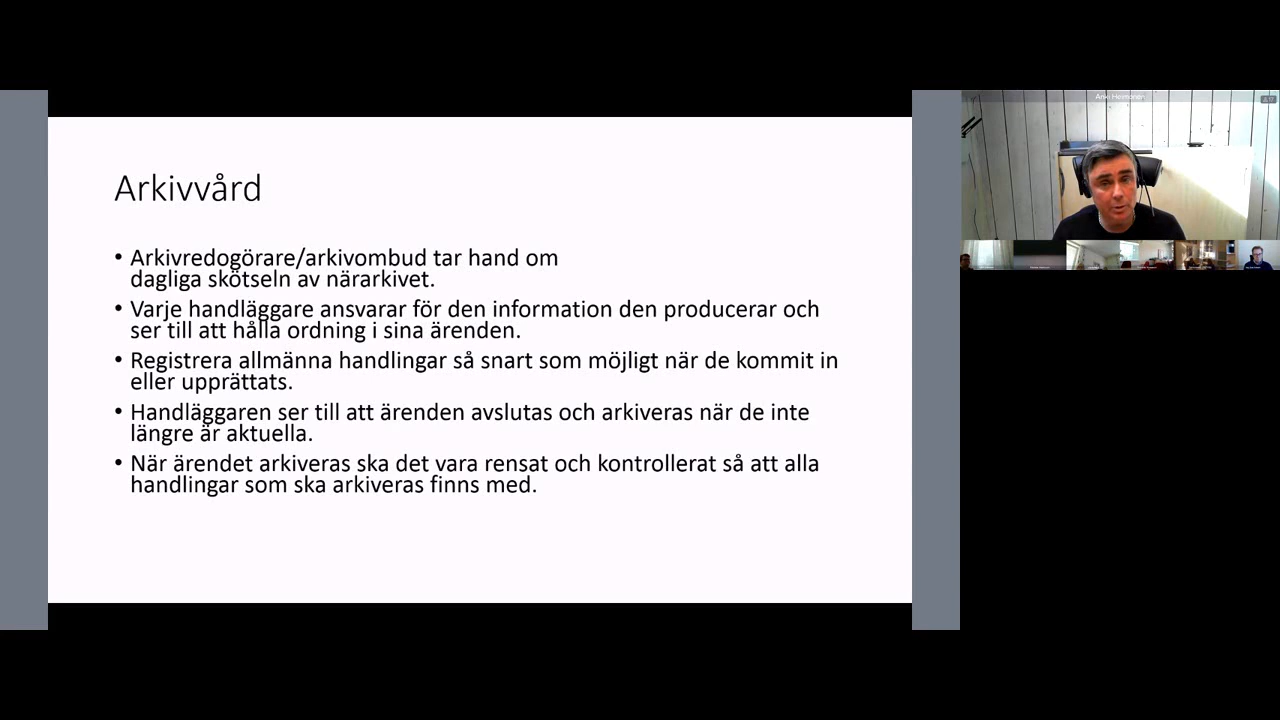 Arkivvård
• Arkivredogörare/arkivombud tar hand om
dagliga skötseln av närarkivet.
• Varje handläggare ansvarar för den information den producerar och
ser till att hålla ordning i sina ärenden.
• Registrera allmänna handlingar så snart som möjligt när de kommit in
eller upprättats.
• Handläggaren ser till att ärenden avslutas och arkiveras när de inte
längre är aktuella.
• När ärendet arkiveras ska det vara rensat och kontrollerat så att alla
handlingar som ska arkiveras finns med.